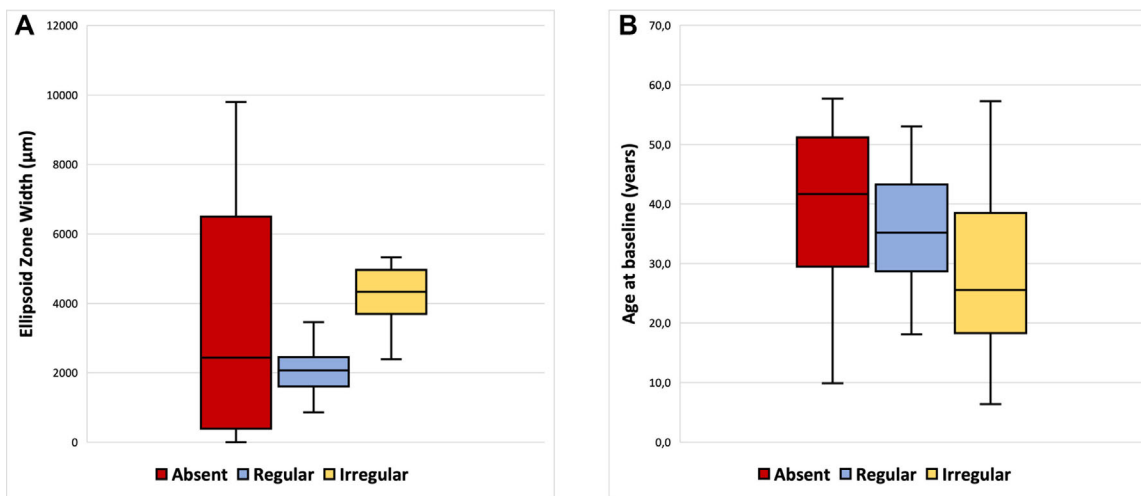 A
Ellipsoid Zone Width (µm)
12000
10000
8000
6000
4000
2000
0
Absent Regular Irregular
B
Age at baseline (years)
70,0
60,0
50,0
40,0
30,0
20,0
10,0
0,0
Absent Regular Irregular